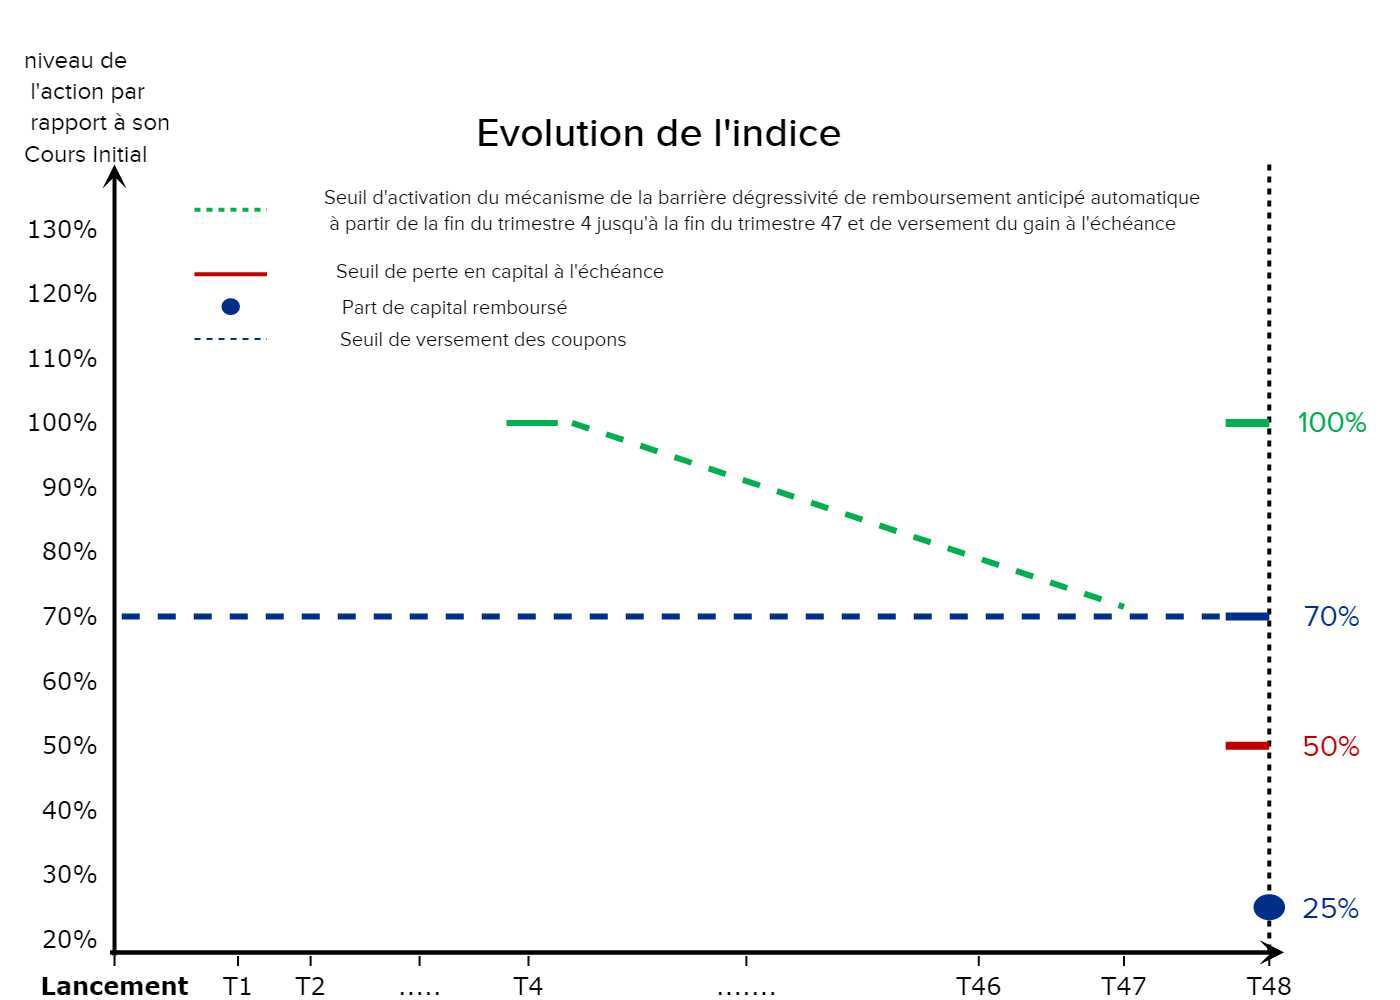 niveau de
l'action par
rapport à son
Cours Initial
Evolution de l'indice
Seuil d'activation du mécanisme de la barrière dégressivité de remboursement anticipé automatique
à partir de la fin du trimestre 4 jusqu'à la fin du trimestre 47 et de versement du gain à l'échéance
Seuil de perte en capital à l'échéance
Part de capital remboursé
Seuil de versement des coupons
130%
120%
110%
100%
90%
80%
70%
60%
50%
40%
30%
20%
100%
70%
50%
25%
Lancement T1 T2 ..... T4 ....... T46 T47 T48